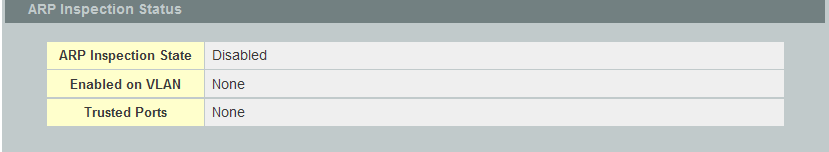 ARP Inspection Status
ARP Inspection State Disabled
Enabled on VLAN None
Trusted Ports None